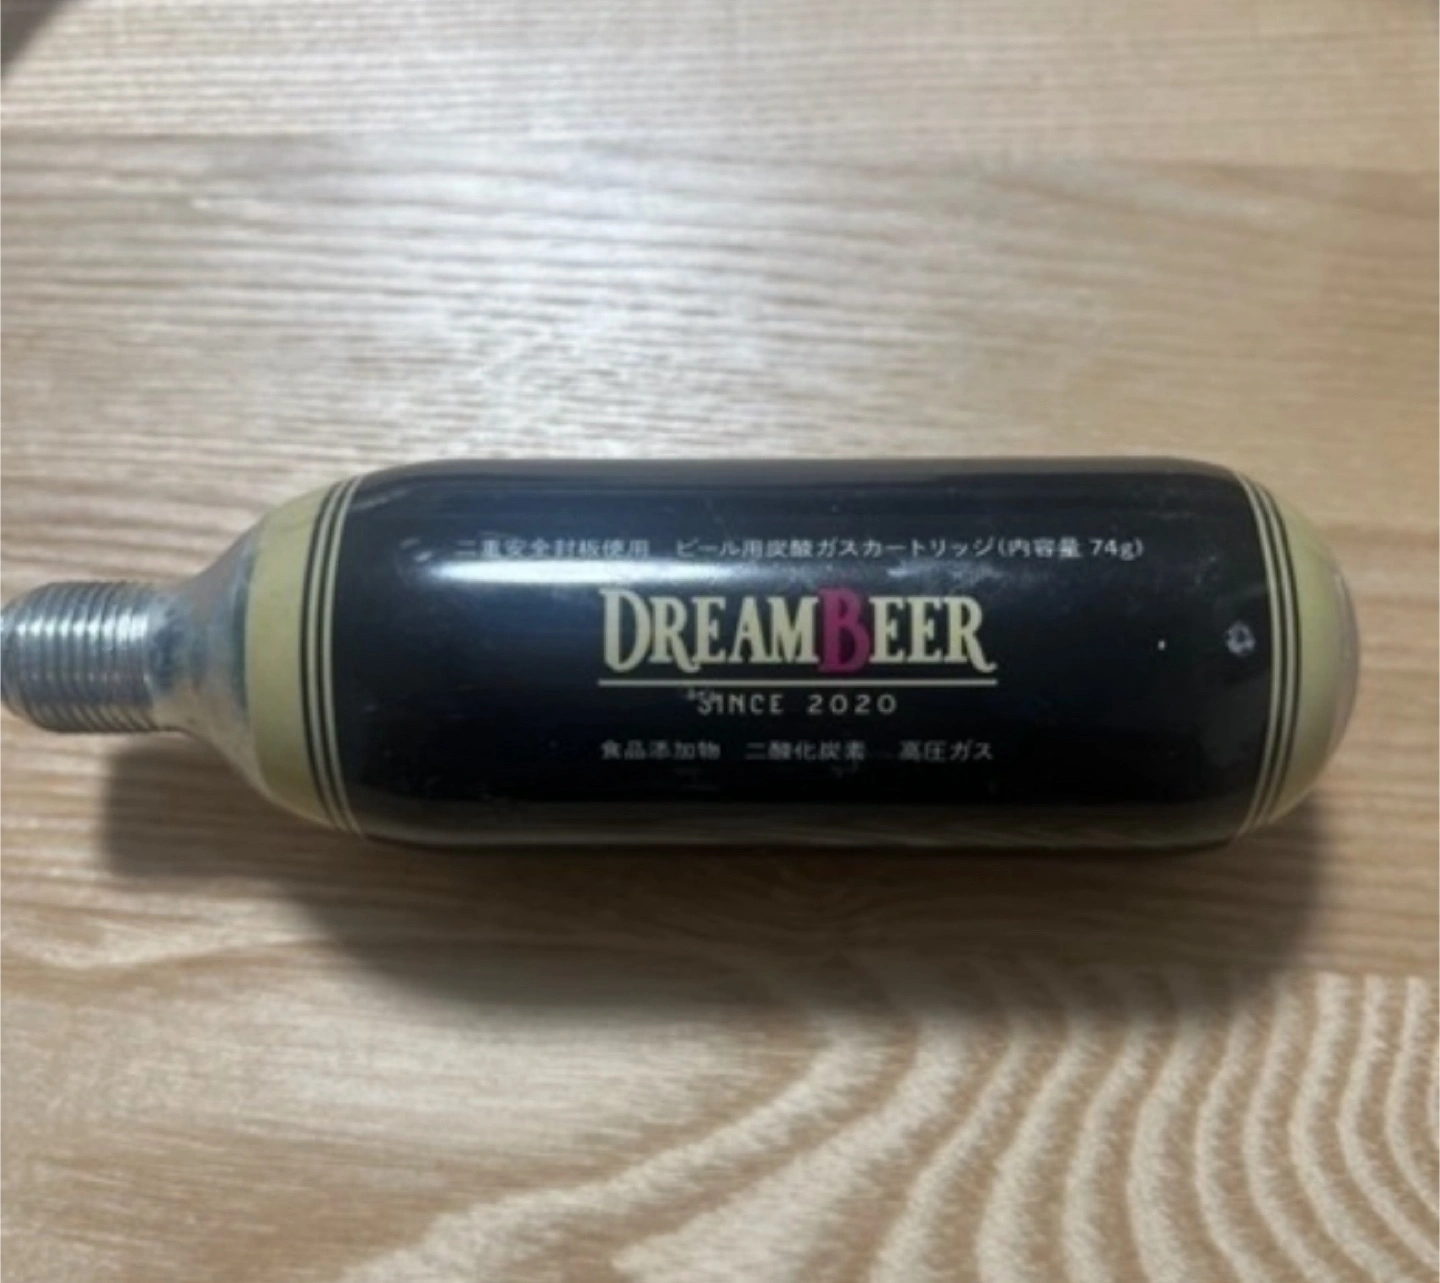 二重安全封板使用　ビール用炭酸ガスカートリッジ(内容量 74g)
DREAMBEER
SINCE 2020
食品添加物　二酸化炭素　高圧ガス